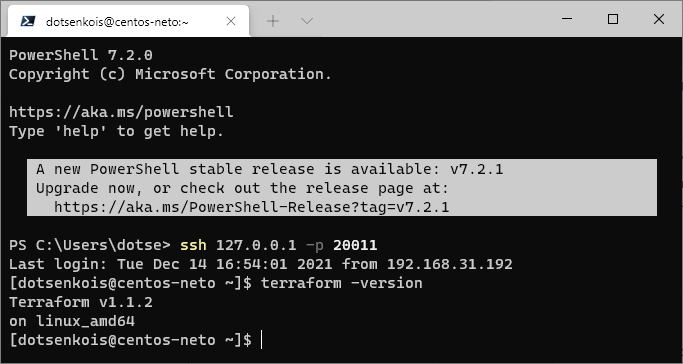 dotsenkois@centos-neto:~
PowerShell 7.2.0
Copyright (c) Microsoft Corporation.
https://aka.ms/powershell
Type 'help' to get help.
A new PowerShell stable release is available: v7.2.1
Upgrade now, or check out the release page at:
https://aka.ms/PowerShell-Release?tag=v7.2.1
PS C:\Users\dotse> ssh 127.0.0.1 -p 20011
Last login: Tue Dec 14 16:54:01 2021 from 192.168.31.192
[dotsenkois@centos-neto ~]$ terraform -version
Terraform v1.1.2
on linux_amd64
[dotsenkois@centos-neto ~]$